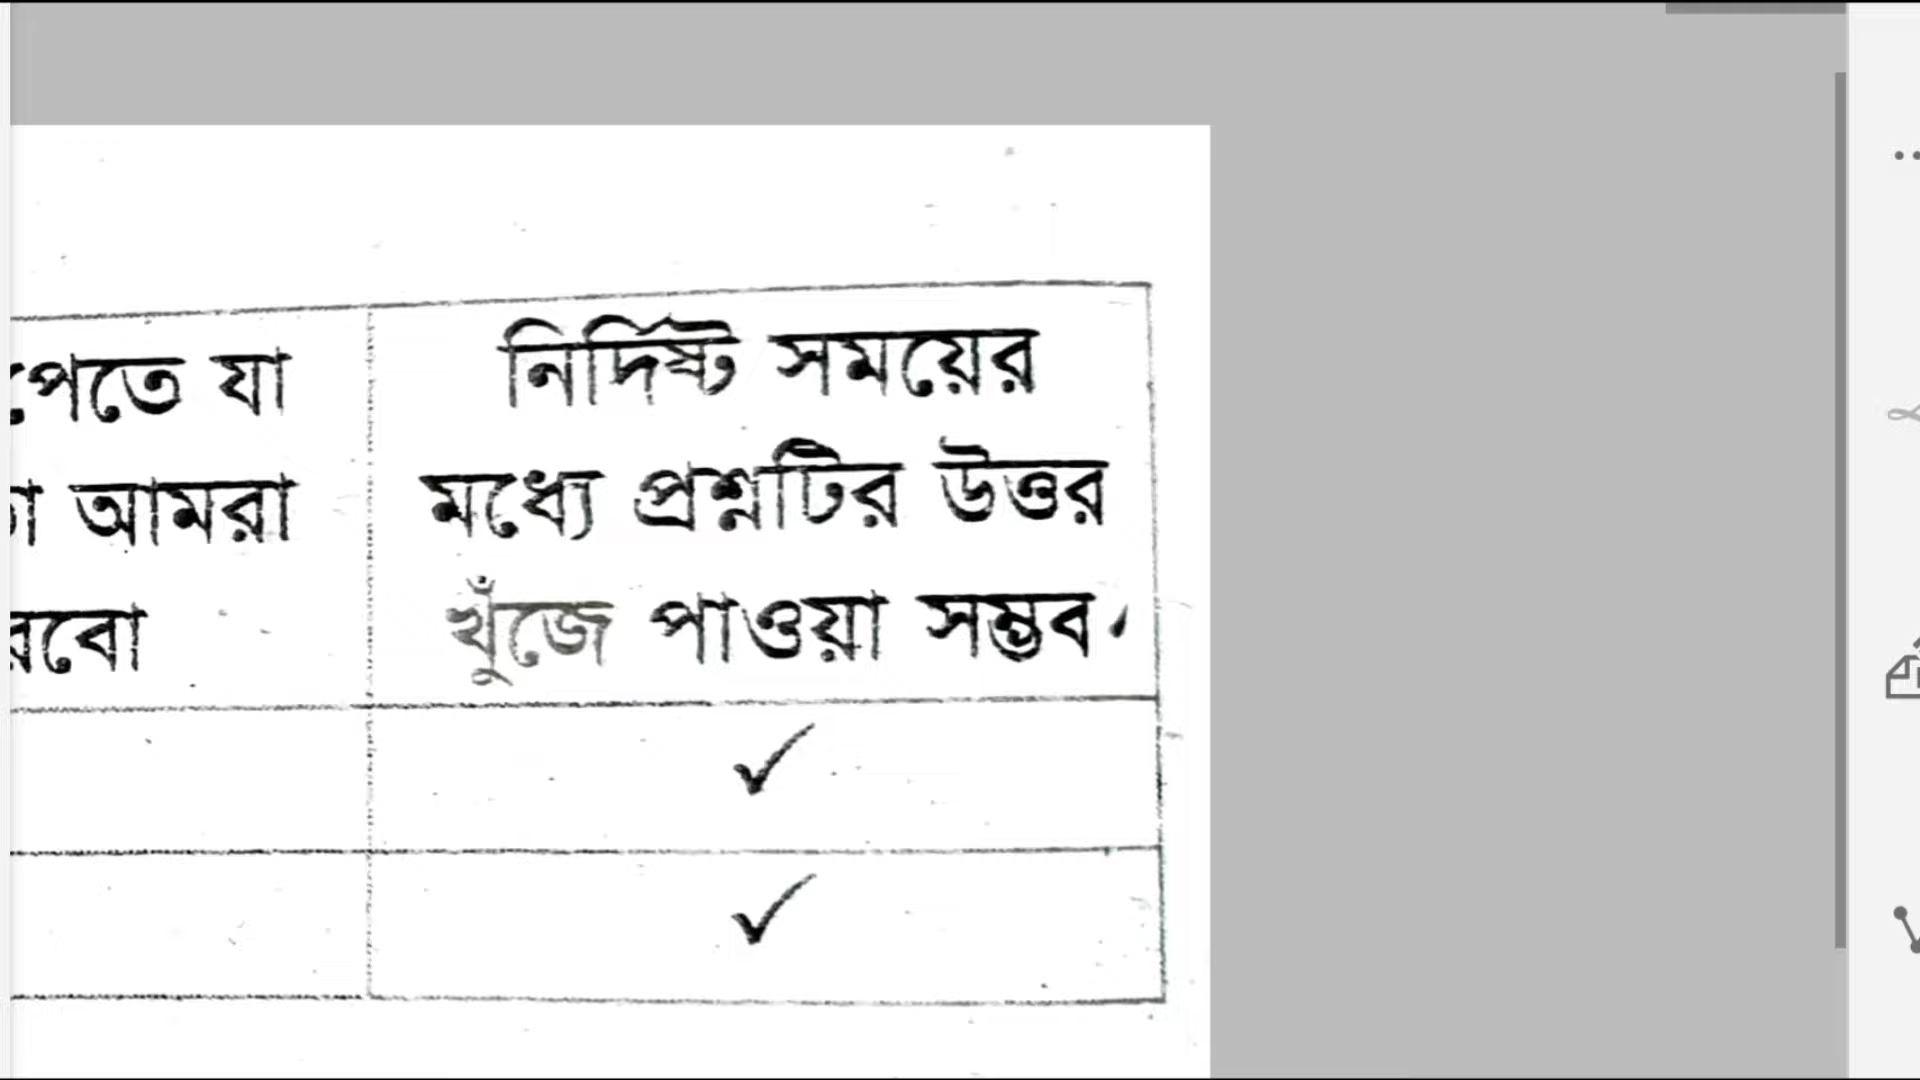 পেতে যা
আমরা
নির্দিষ্ট সময়ের
মধ্যে প্রশ্নটির উত্তর
খুঁজে পাওয়া সম্ভব।
✓
✓